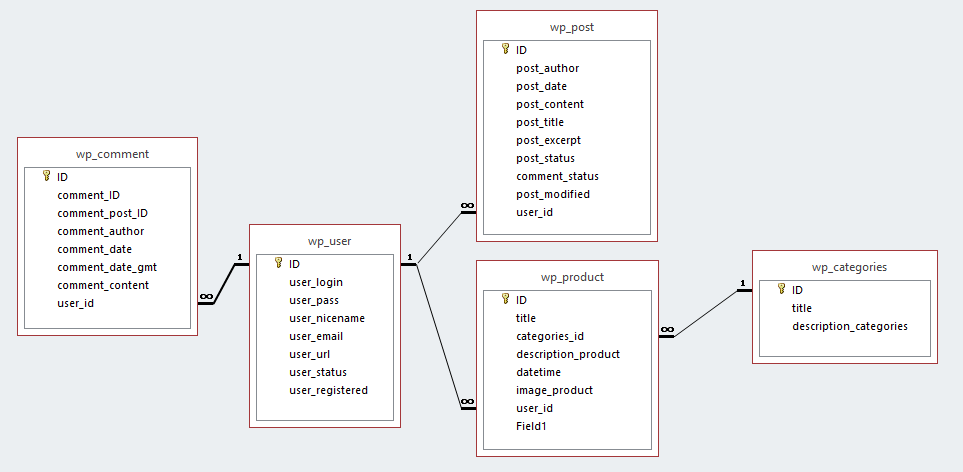 wp_post
ID
post_author
post_date
post_content
post_title
post_excerpt
post_status
comment_status
post_modified
user_id
∞
wp_comment
ID
comment_ID
comment_post_ID
comment_author
comment_date
comment_date_gmt
comment_content
user_id
∞
1
wp_user
ID
user_login
user_pass
user_nicename
user_email
user_url
user_status
user_registered
1
wp_product
ID
title
categories_id
description_product
datetime
image_product
user_id
Field1
∞
∞
1
wp_categories
ID
title
description_categories